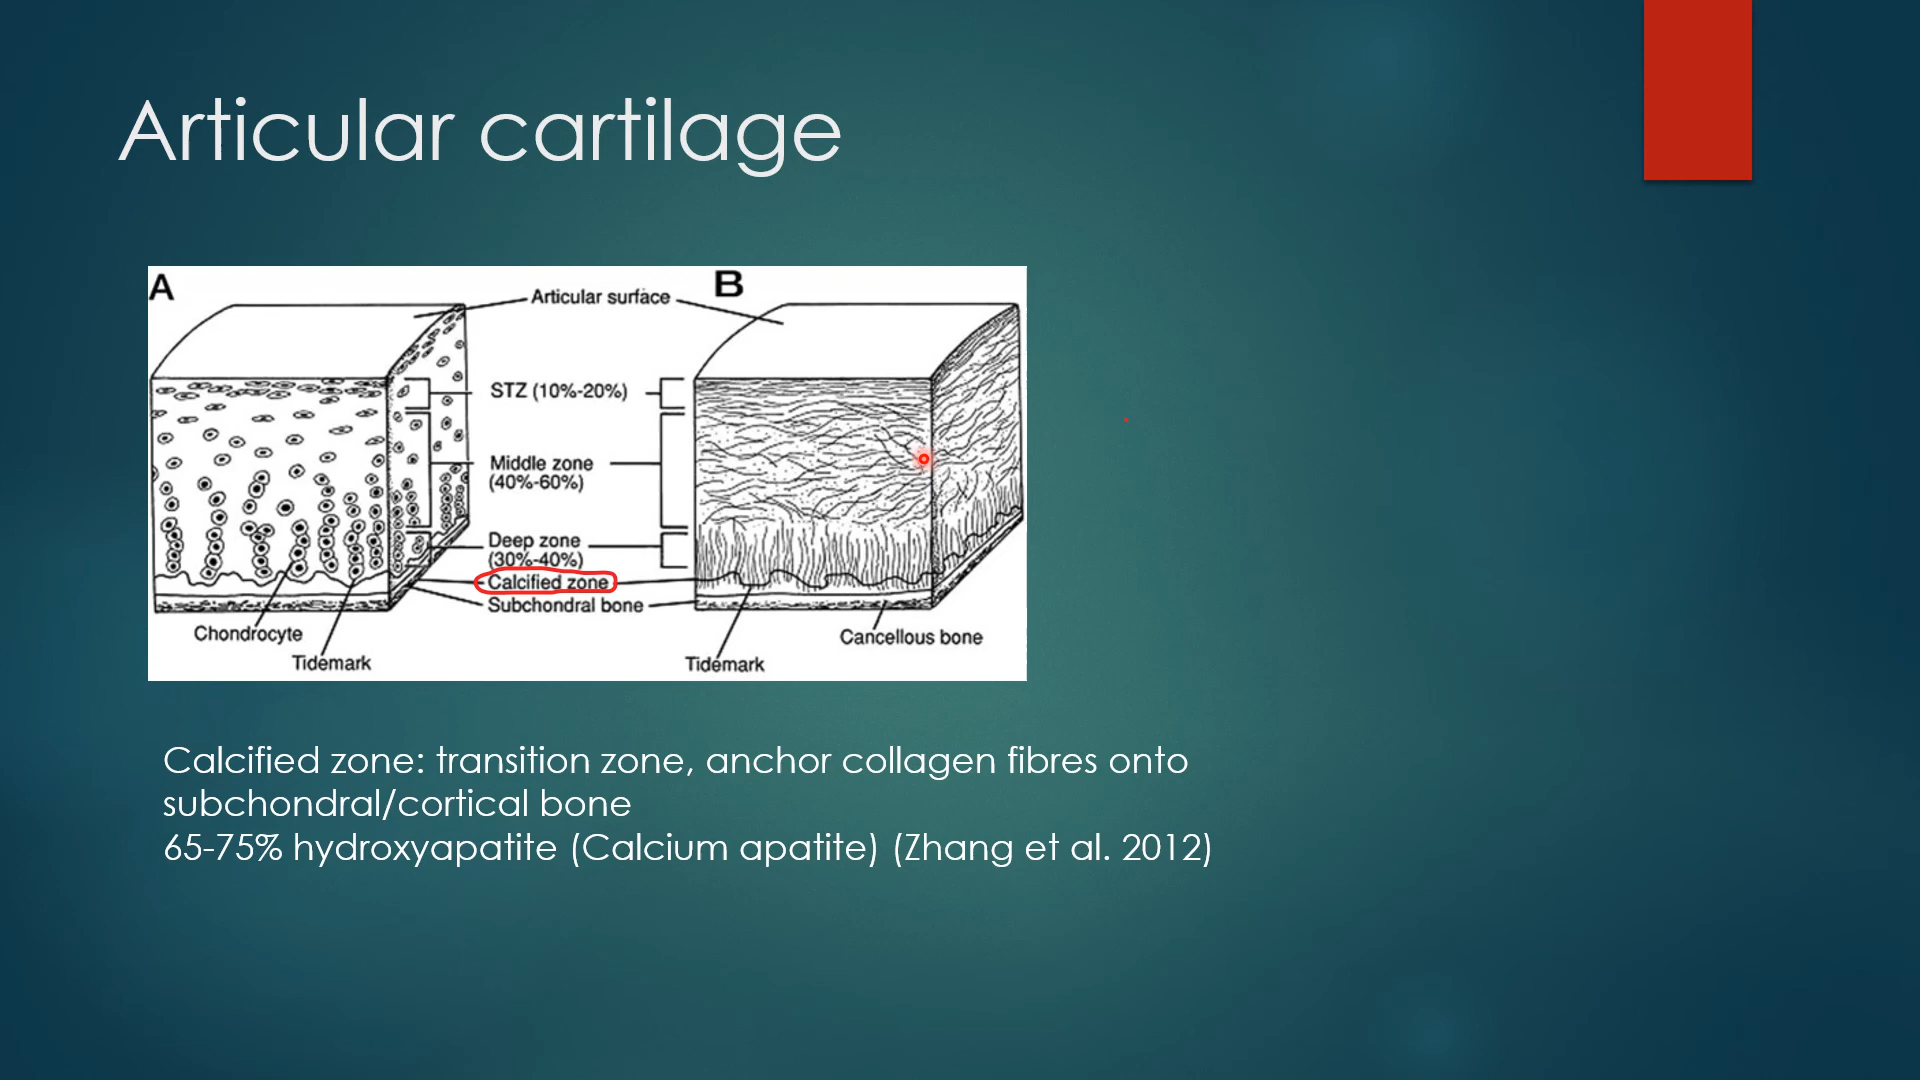 Articular cartilage
A
B
Articular surface
STZ (10%-20%)
Middle zone
(40%-60%)
Deep zone
(30%-40%)
Calcified zone
Subchondral bone
Chondrocyte
Tidemark
Cancellous bone
Tidemark
Calcified zone: transition zone, anchor collagen fibres onto
subchondral/cortical bone
65-75% hydroxyapatite (Calcium apatite) (Zhang et al. 2012)